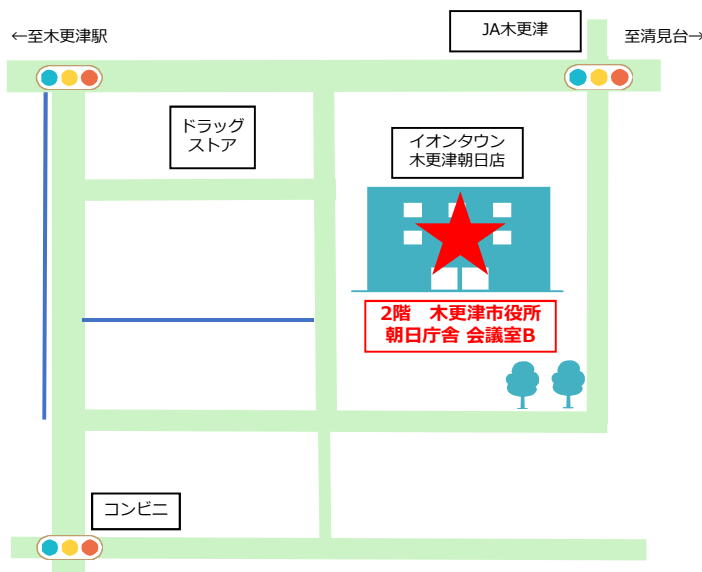 ←至木更津駅
JA木更津
至清見台→
ドラッグ
ストア
イオンタウン
木更津朝日店
2階　木更津市役所
朝日庁舎 会議室B
コンビニ